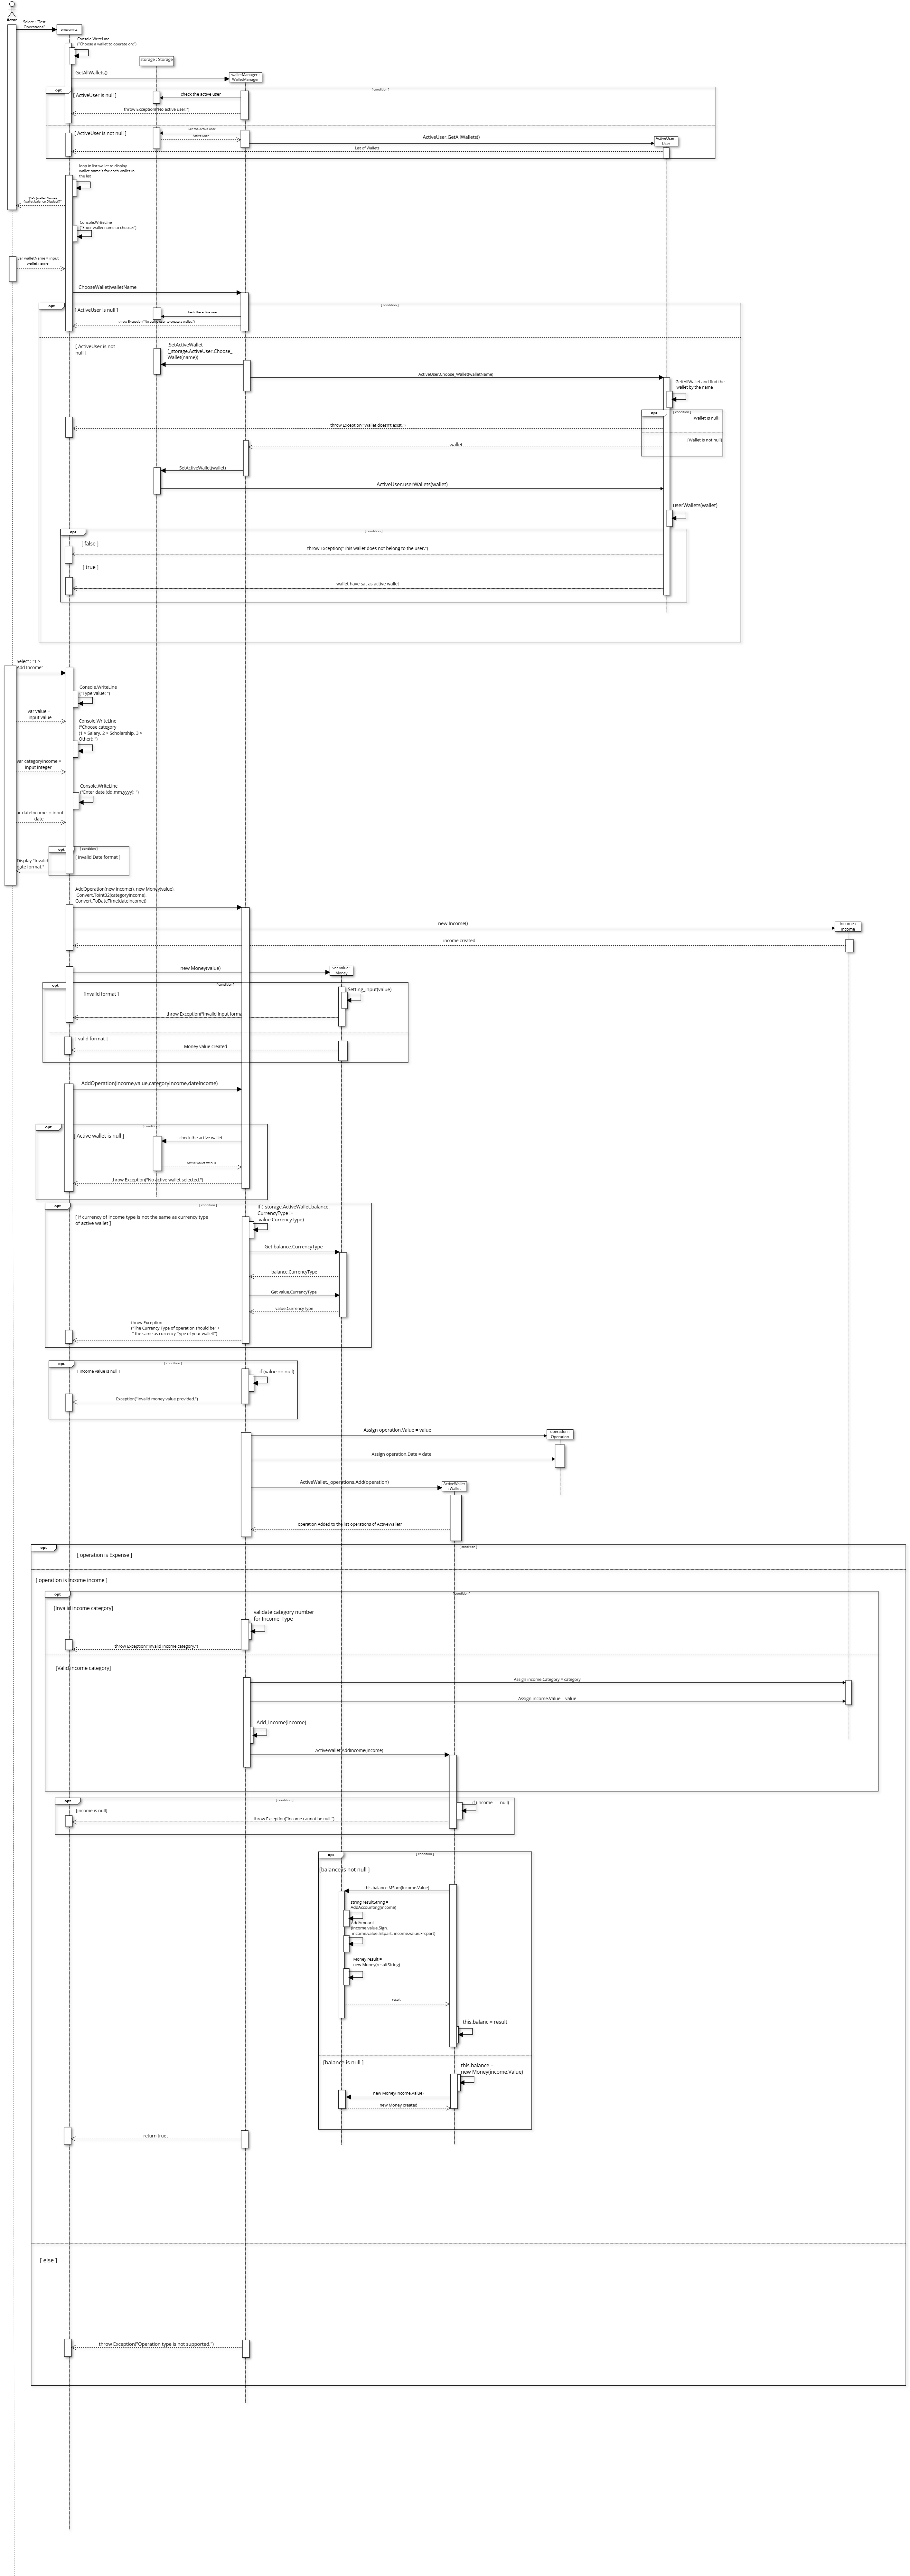 Actor
Select : "Two
Operations"
program.cs
Console.WriteLine
("Choose a wallet to operate on:")
storage : Storage
GetAllWallets()
walletManager :
WalletManager
opt
[ condition ]
[ ActiveUser is null ]
check the active user
throw Exception("No active user.")
[ ActiveUser is not null ]
Get the Active user
Active user
ActiveUser.GetAllWallets()
ActiveUser :
User
List of Wallets
loop in list wallet to display
wallet name's for each wallet in
the list
Console.WriteLine
("Enter wallet name to choose:")
var walletName = input
wallet name
ChooseWallet(walletName
opt
[ condition ]
[ ActiveUser is null ]
check the active user
throw Exception("No active user to create a wallet.")
[ ActiveUser is not
null ]
.SetActiveWallet
(_storage.ActiveUser.Choose_
Wallet(name))
ActiveUser.Choose_Wallet(walletName)
GetAllWallet and find the
wallet by the name
opt
[ condition ]
[Wallet is null]
throw Exception("Wallet doesn't exist.")
[Wallet is not null]
wallet
SetActiveWallet(wallet)
ActiveUser.userWallets(wallet)
userWallets(wallet)
opt
[ condition ]
[ false ]
throw Exception("This wallet does not belong to the user.")
[ true ]
wallet have sat as active wallet
Select : "1 >
Add Income"
Console.WriteLine
("Type value: ")
var value =
input value
Console.WriteLine
("Choose category
(1 = Salary, 2 = Scholarship, 3 =
Other): ")
var categoryIncome =
input integer
Console.WriteLine
("Enter date (dd.mm.yyyy): ")
var dateIncome = input
date
opt
[ condition ]
[ Invalid Date format ]
Display "Invalid
date format."
AddOperation(new Income(), new Money(value),
Convert.ToInt32(categoryIncome),
Convert.ToDateTime(dateIncome))
new Income()
Income :
Income
income created
new Money(value)
var value :
Money
opt
[ condition ]
[Invalid format ]
Setting_input(value)
throw Exception("Invalid input forma
[ valid format ]
Money value created
AddOperation(income,value,categoryIncome,dateIncome)
opt
[ condition ]
[ Active wallet is null ]
check the active wallet
throw Exception("No active wallet selected.")
opt
[ condition ]
[ if currency of income type is not the same as currency type
of active wallet ]
If (_storage.ActiveWallet.balance.
CurrencyType !=
value.CurrencyType)
Get balance.CurrencyType
balance.CurrencyType
Get value.CurrencyType
value.CurrencyType
throw Exception
("The Currency Type of operation should be" +
" the same as currency Type of your wallet!")
opt
[ condition ]
[ Income value is null ]
if (value == null)
Exception("Invalid money value provided.")
Assign operation.Value = value
operation :
Operation
Assign operation.Date = date
ActiveWallet._operations.Add(operation)
ActiveWallet
: Wallet
operation Added to the list operations of ActiveWallet
opt
[ condition ]
[ operation is Expense ]
[ operation is Income income ]
opt
[condition ]
[Invalid income category]
validate category number
for Income_Type
throw Exception("Invalid income category.")
[Valid income category]
Assign income.Category = category
Assign income.Value = value
Add_Income(income)
ActiveWallet.AddIncome(income)
opt
[ condition ]
[income is null]
if (income == null)
throw Exception("Income cannot be null.")
opt
[ condition ]
[balance is not null ]
this.balance.MSum(income.Value)
string resultString =
AddAccounting(income)
AddAmount
(income.value.Sign,
income.value.Intpart, income.value.Frcpart)
Money result =
new Money(resultString)
result
this.balanc = result
[balance is null ]
this.balance =
new Money(income.Value)
new Money(income.Value)
new Money created
return true ;
[ else ]
throw Exception("Operation type is not supported.")